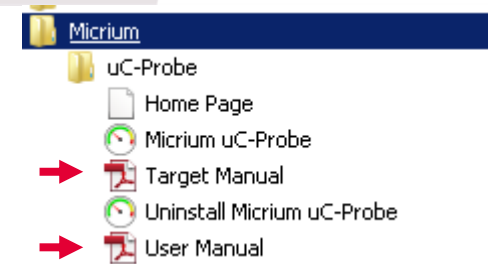 Micrium
uC-Probe
Home Page
Micrium uC-Probe
Target Manual
Uninstall Micrium uC-Probe
User Manual